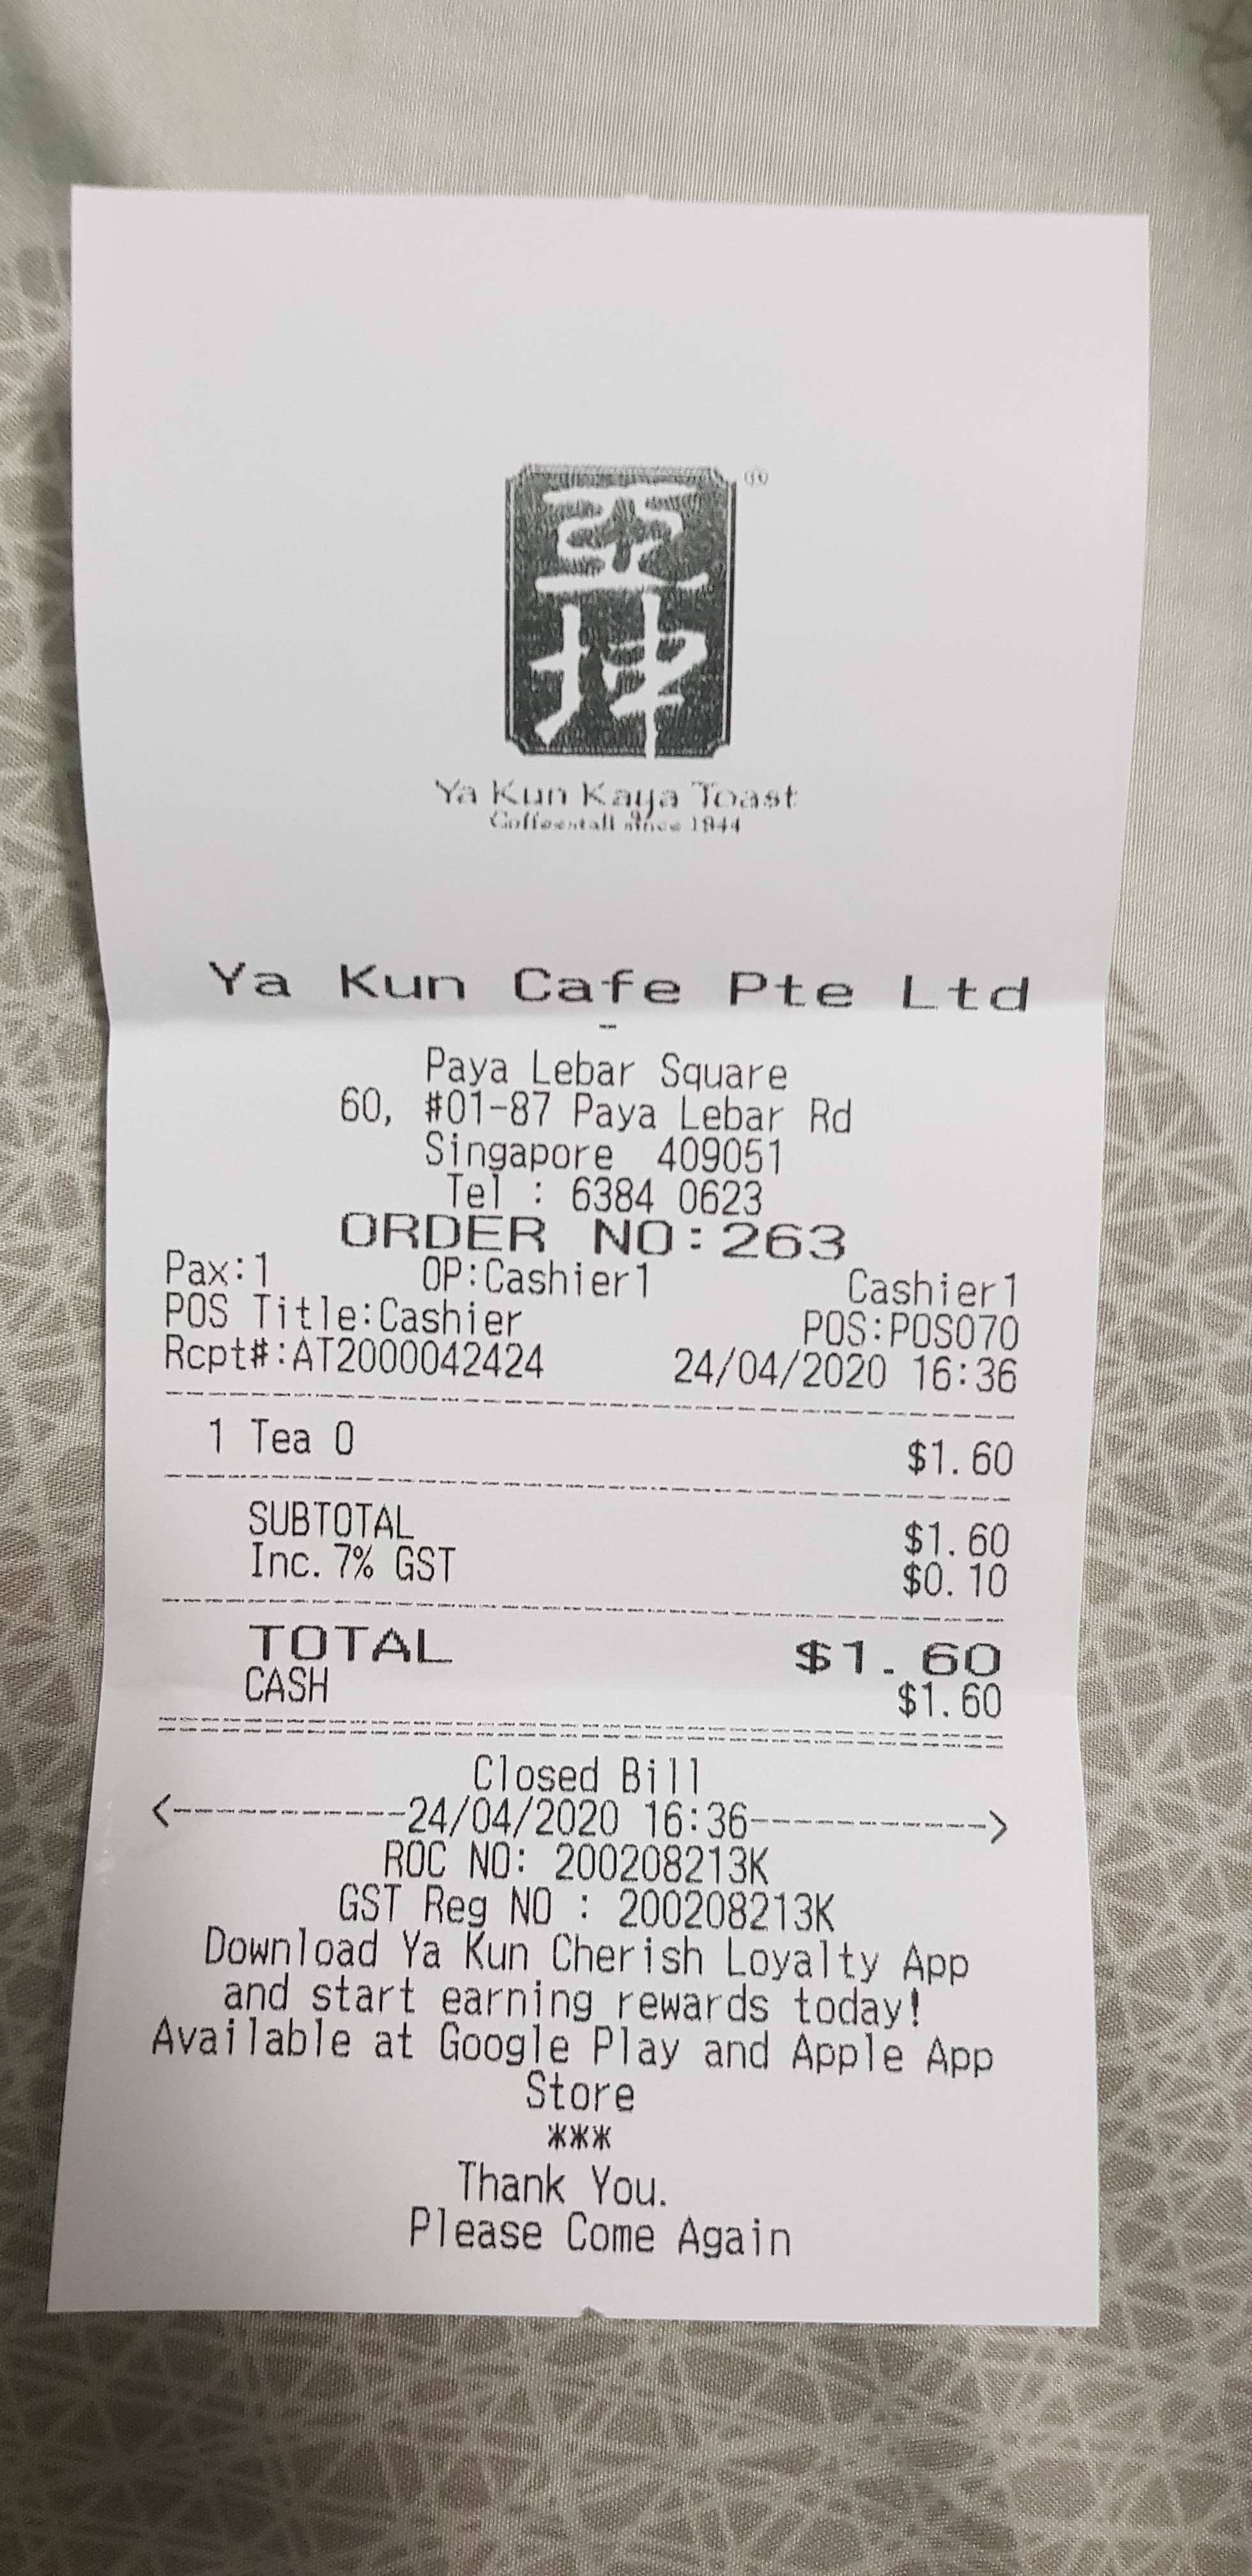 亞
坤
®
Ya Kun Kaya Toast
Coffeestall since 1944
Ya Kun Cafe Pte Ltd
-
Paya Lebar Square
60, #01-87 Paya Lebar Rd
Singapore 409051
Tel : 6384 0623
ORDER NO:263
Pax:1 OP:Cashier1 Cashier1
POS Title:Cashier POS:POS070
Rcpt#:AT2000042424 24/04/2020 16:36
1 Tea O $1.60
SUBTOTAL $1.60
Inc.7% GST $0.10
TOTAL $1.60
CASH $1.60
Closed Bill
<-----------24/04/2020 16:36----------->
ROC NO: 200208213K
GST Reg NO : 200208213K
Download Ya Kun Cherish Loyalty App
and start earning rewards today!
Available at Google Play and Apple App
Store
***
Thank You.
Please Come Again